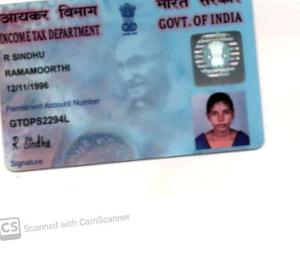 आयकर विभाग
भारत सरकार
INCOME TAX DEPARTMENT
GOVT. OF INDIA
R SINDHU
RAMAMOORTHI
12/11/1996
Permanent Account Number
GTDPS2294L
R. Sindhu
Signature
CS Scanned with CamScanner